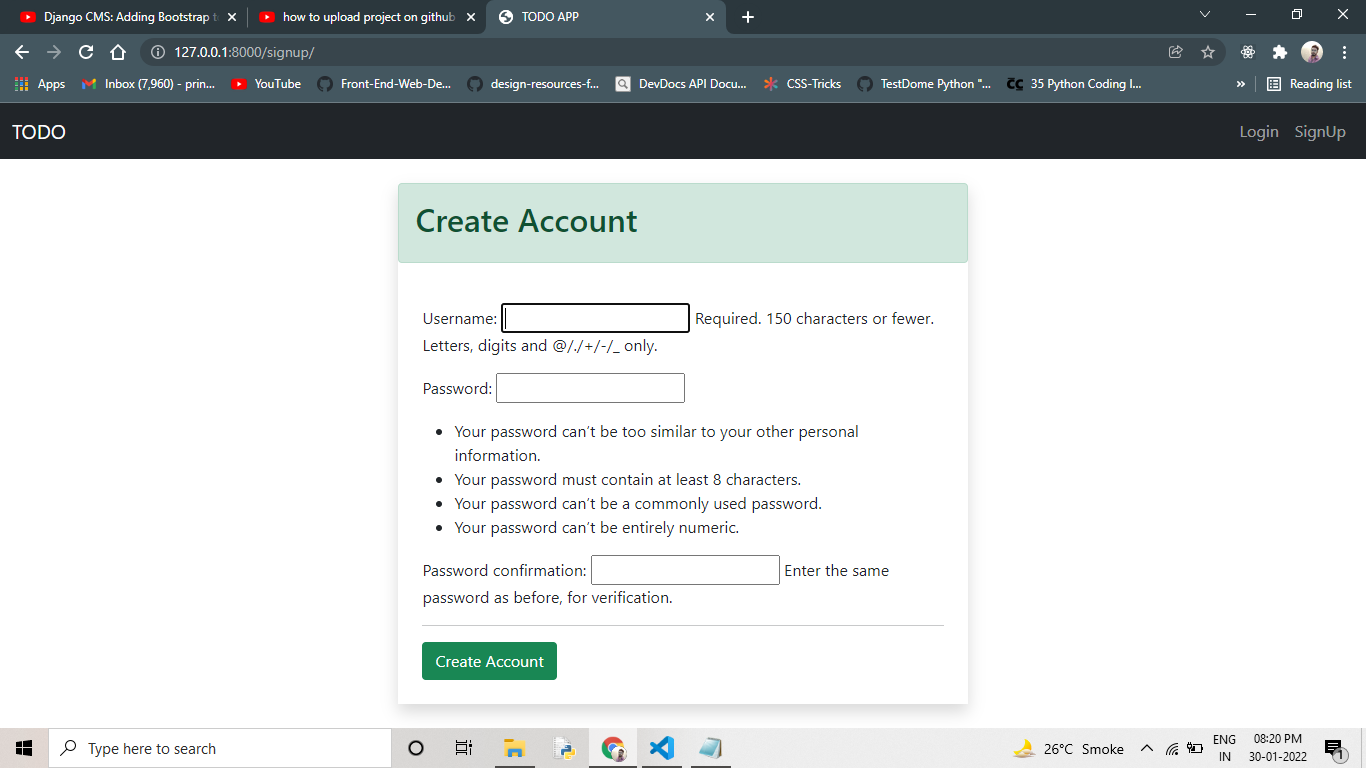 Django CMS: Adding Bootstrap t
how to upload project on github
TODO APP
127.0.0.1:8000/signup/
Apps
Inbox (7,960) - prin...
YouTube
Front-End-Web-De...
design-resources-f...
DevDocs API Docu...
CSS-Tricks
TestDome Python "...
35 Python Coding I...
»
Reading list
TODO
Login
SignUp
Create Account
Username:
Required. 150 characters or fewer.
Letters, digits and @/./+/-/_ only.
Password:
Your password can't be too similar to your other personal
information.
Your password must contain at least 8 characters.
Your password can't be a commonly used password.
Your password can't be entirely numeric.
Password confirmation:
Enter the same
password as before, for verification.
Create Account
Type here to search
26°C Smoke
ENG
IN
08:20 PM
30-01-2022
1